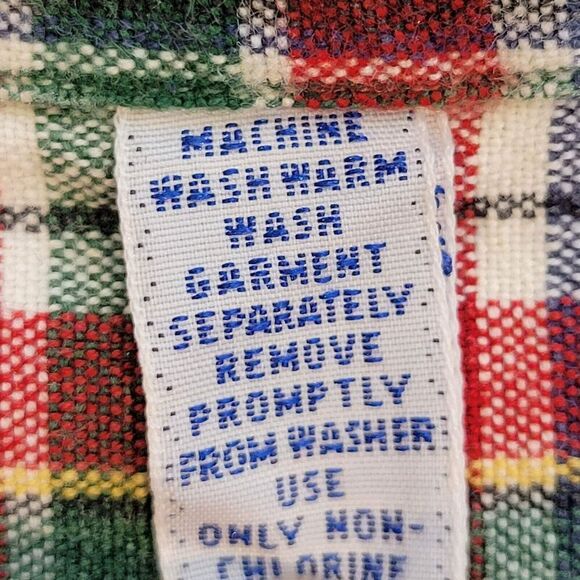 MACHINE
WASH WARM
WASH
GARMENT
SEPARATELY
REMOVE
PROMPTLY
FROM WASHER
USE
ONLY NON-
CHLORINE